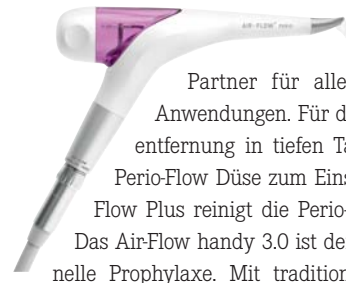 AIR-FLOW® 
Partner für alle
Anwendungen. Für d
entfernung in tiefen Ta
Perio-Flow Düse zum Eins
Flow Plus reinigt die Perio-
Das Air-Flow handy 3.0 ist de
nelle Prophylaxe. Mit tradition